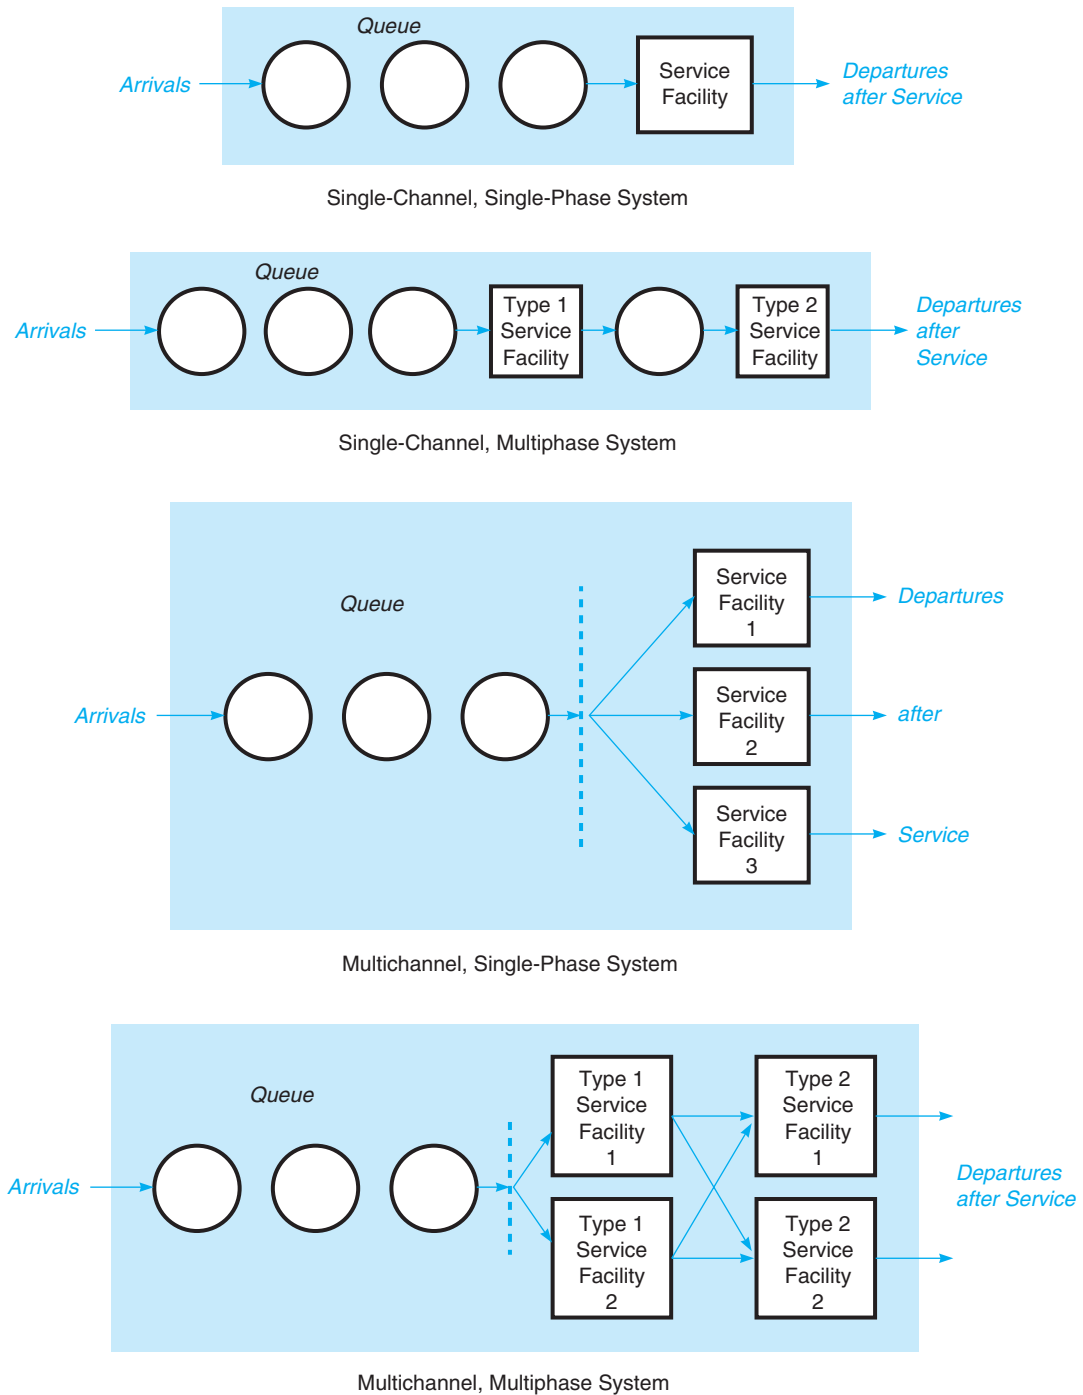 Queue
Arrivals
Service
Facility
Departures
after Service
Single-Channel, Single-Phase System
Queue
Arrivals
Type 1
Service
Facility
Type 2
Service
Facility
Departures
after
Service
Single-Channel, Multiphase System
Queue
Arrivals
Service
Facility
1
Departures
Service
Facility
2
after
Service
Facility
3
Service
Multichannel, Single-Phase System
Queue
Arrivals
Type 1
Service
Facility
1
Type 2
Service
Facility
1
Type 1
Service
Facility
2
Type 2
Service
Facility
2
Departures
after Service
Multichannel, Multiphase System